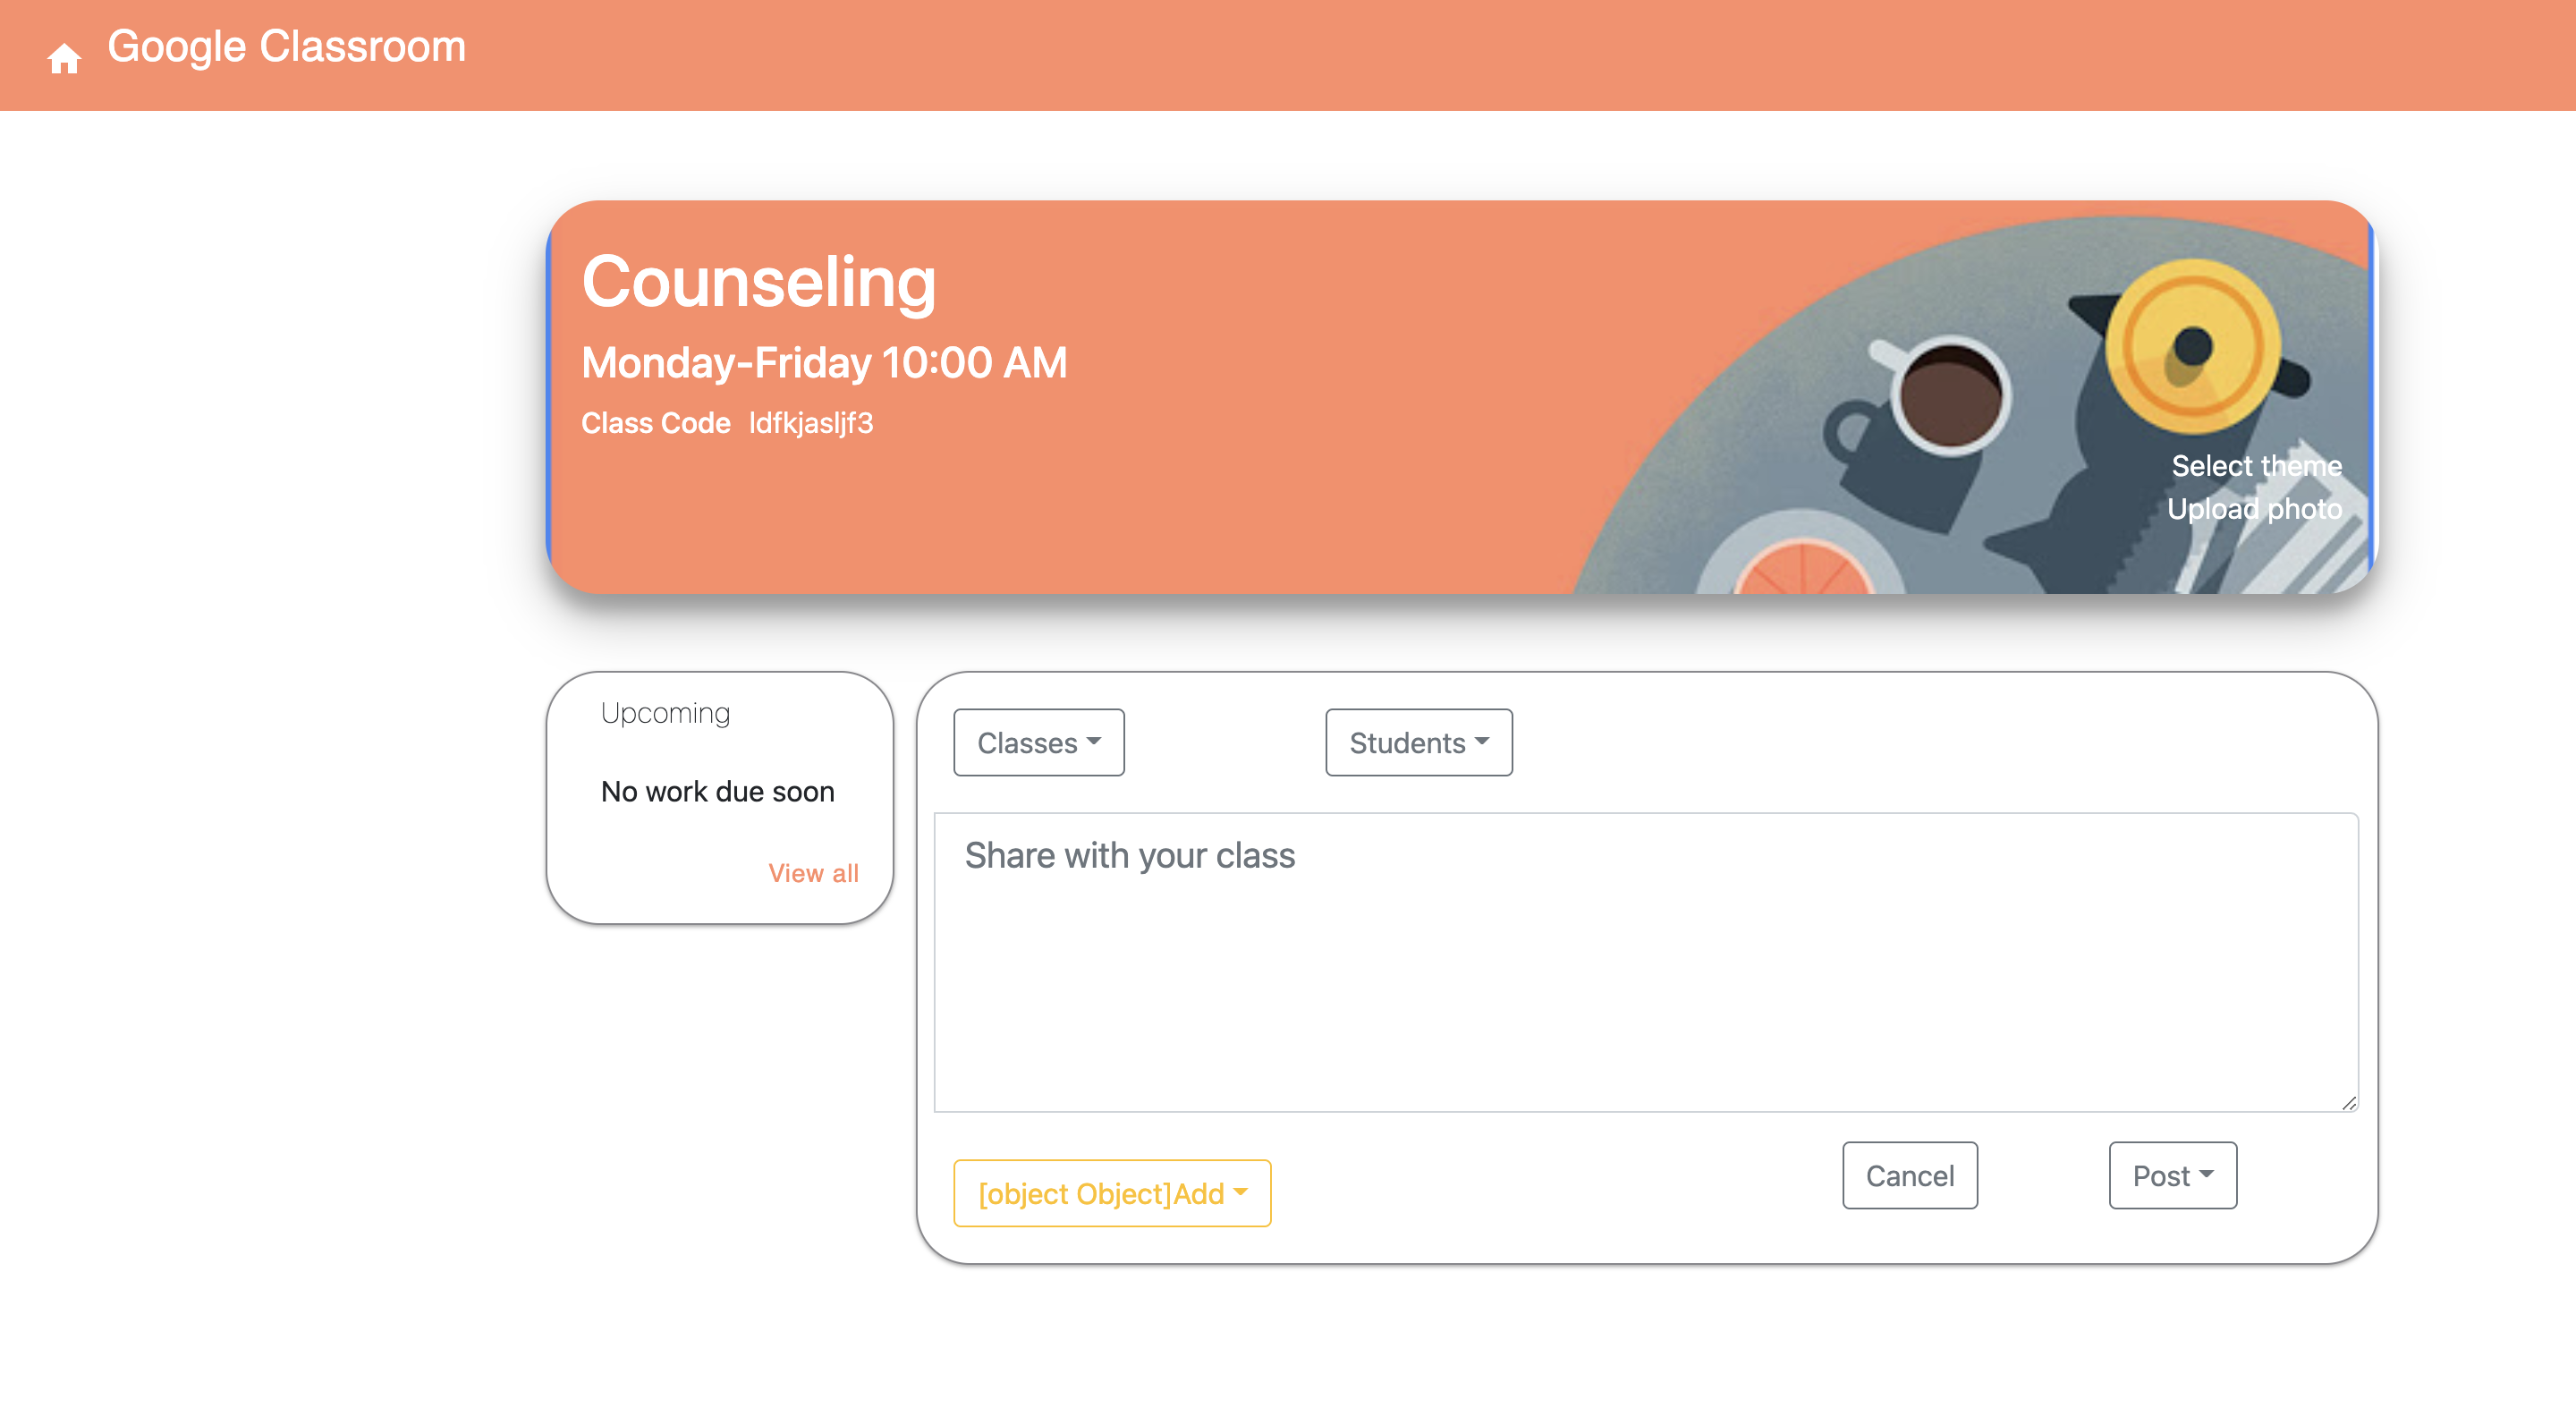 Google Classroom
Counseling
Monday-Friday 10:00 AM
Class Code ldfkjasljf3
Select theme
Upload photo
Upcoming
No work due soon
View all
Classes
Students
Share with your class
[object Object]Add
Cancel
Post